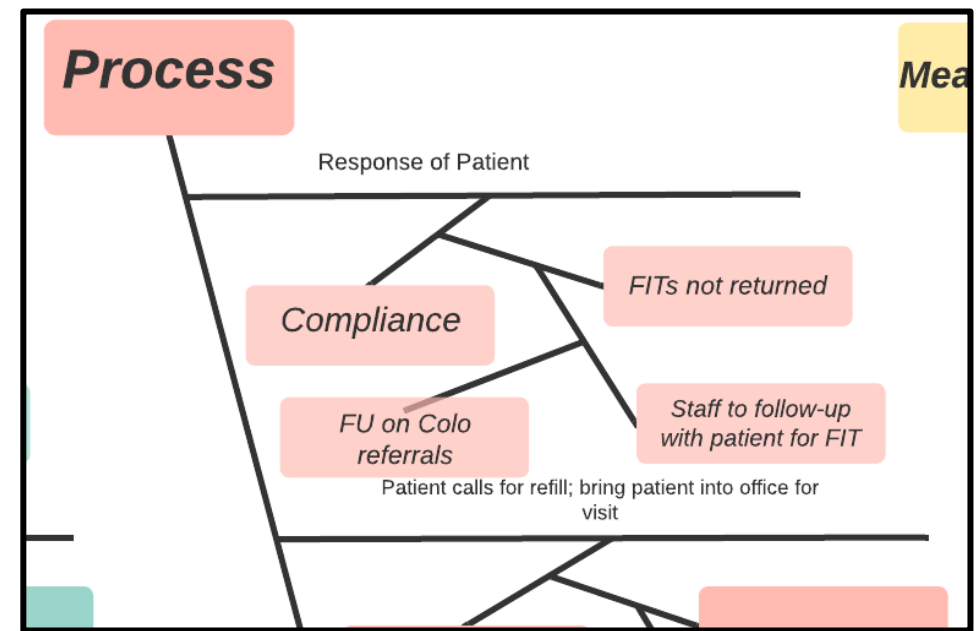 Process
Mea
Response of Patient
FITs not returned
Compliance
Staff to follow-up
with patient for FIT
FU on Colo
referrals
Patient calls for refill; bring patient into office for
visit